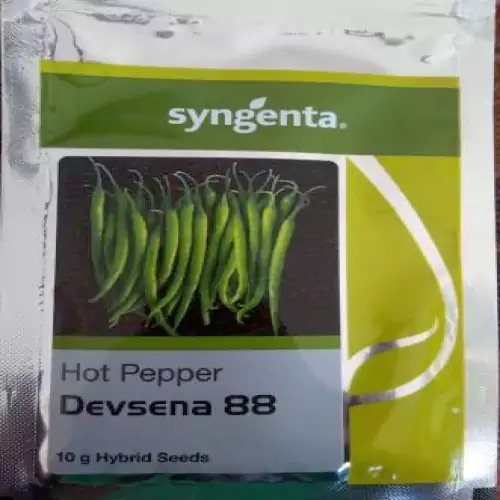 syngenta®
Hot Pepper
Devsena 88
10 g Hybrid Seeds